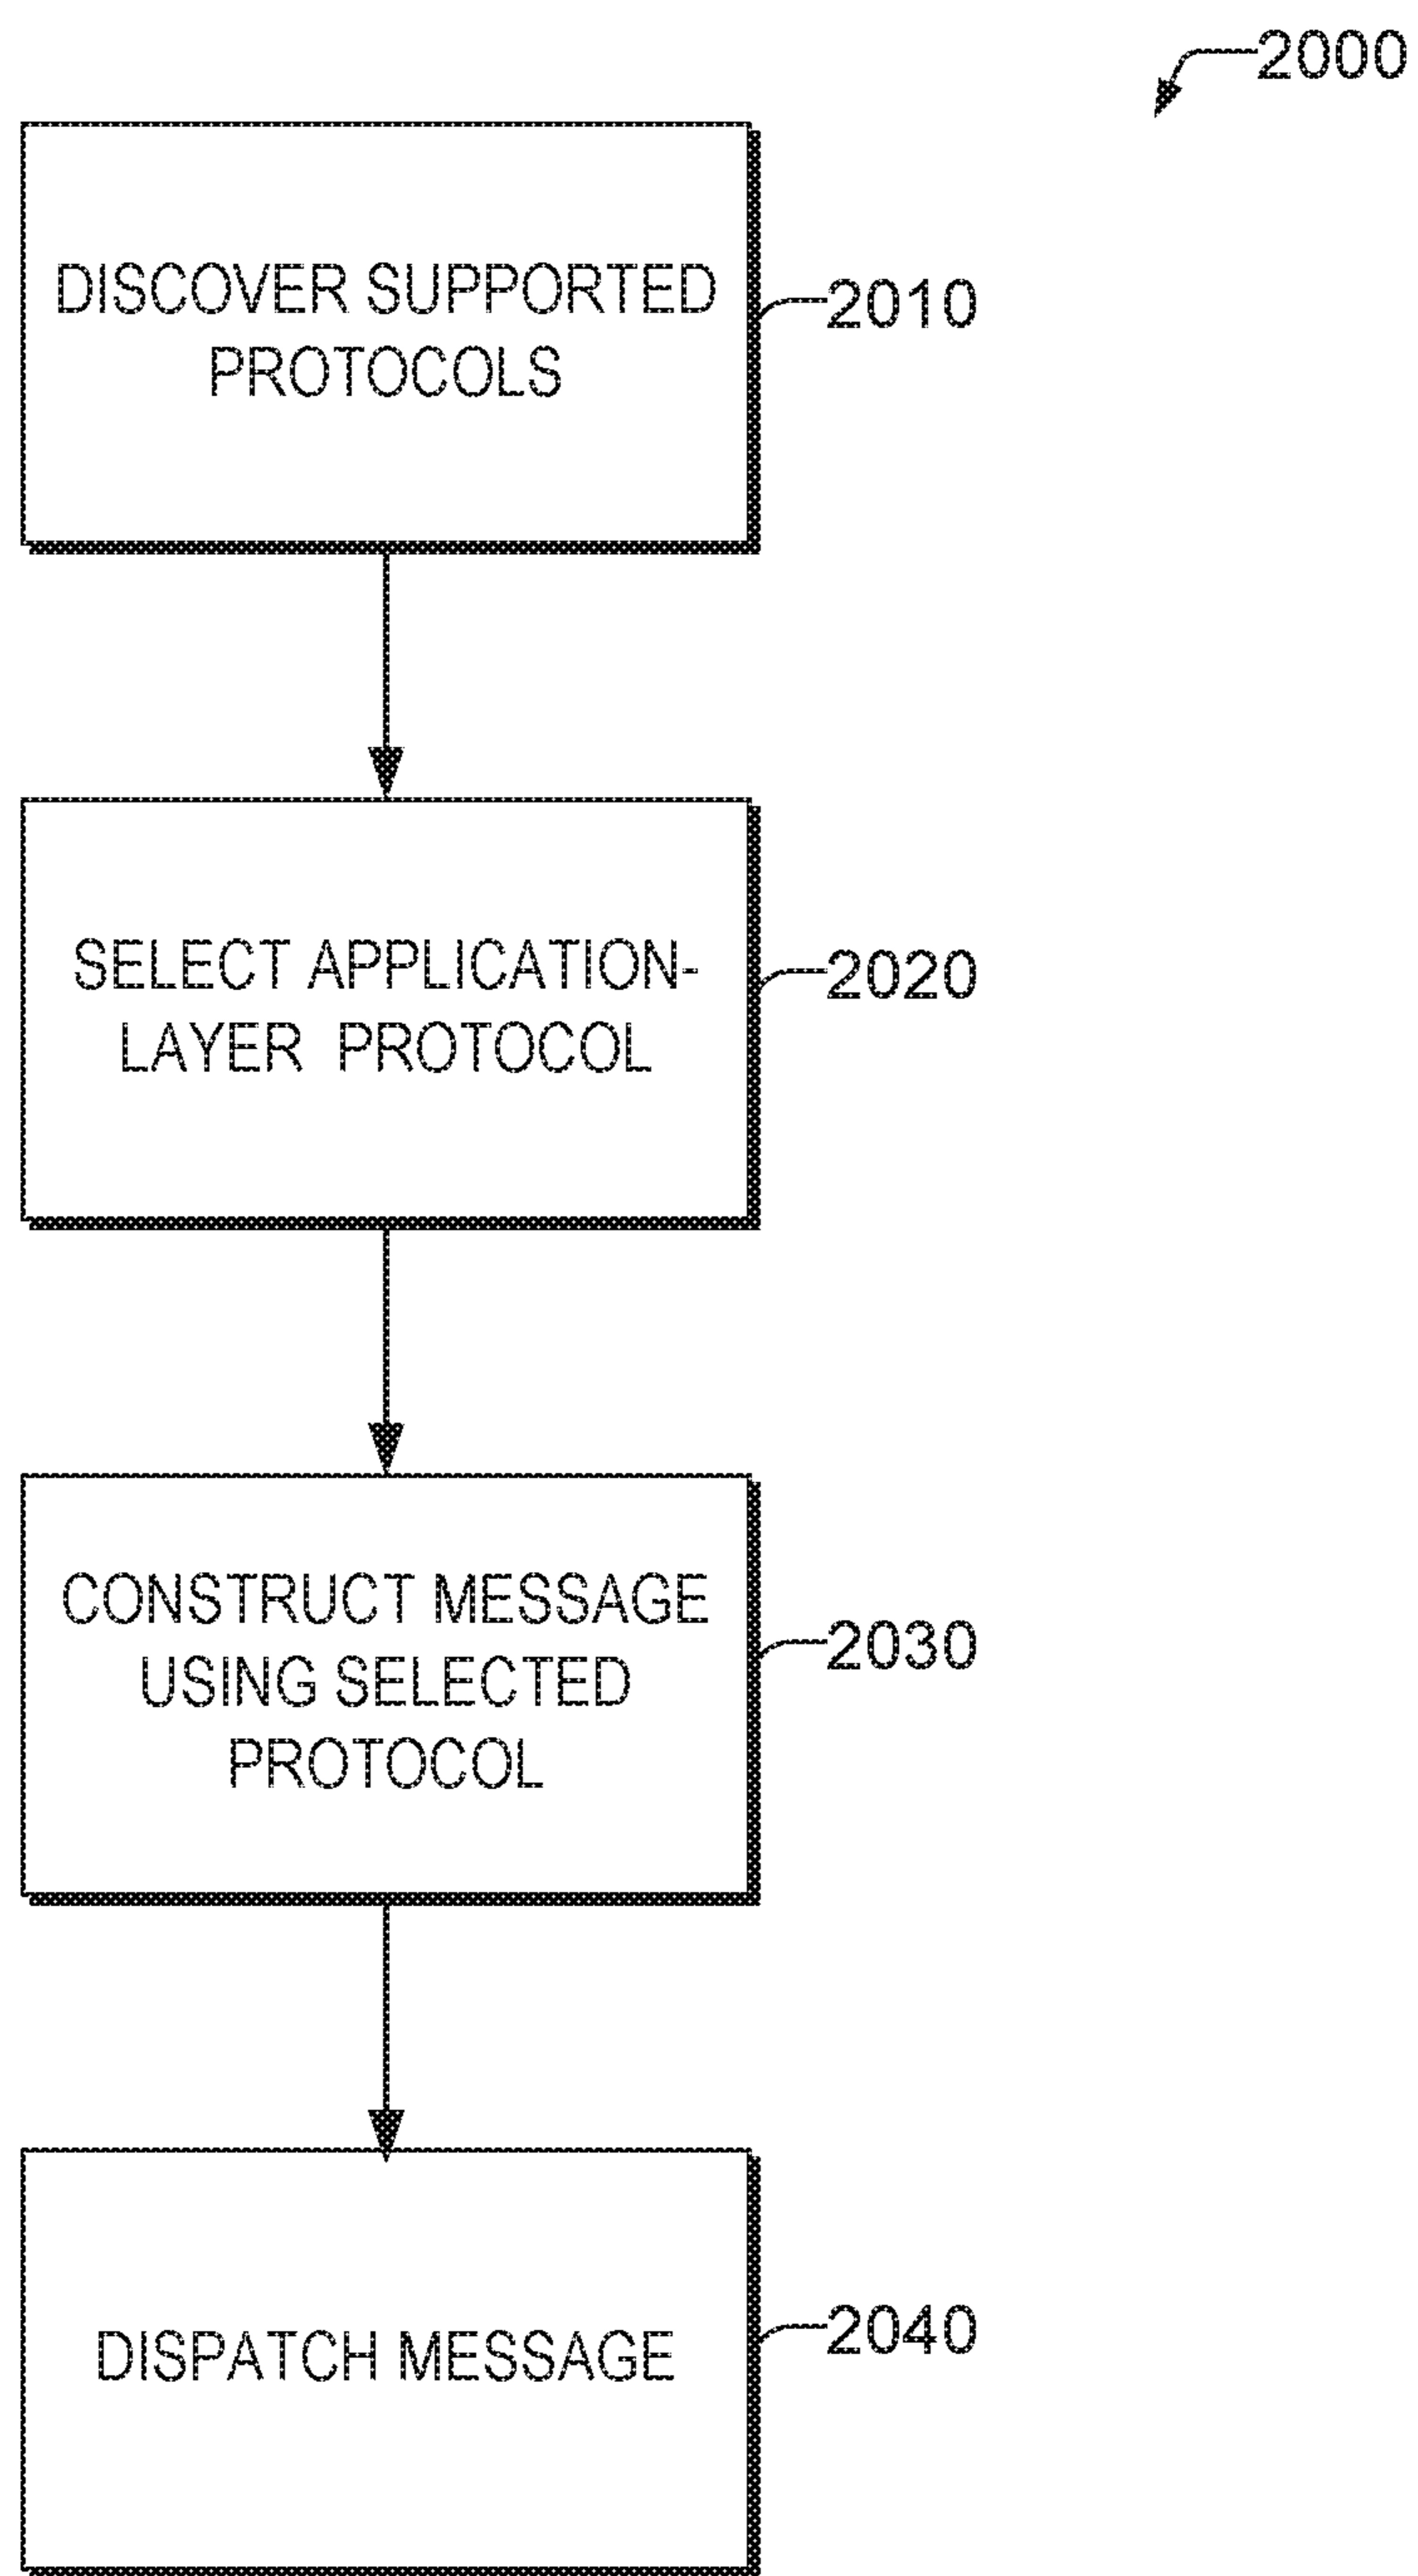 2000
DISCOVER SUPPORTED
PROTOCOLS
2010
SELECT APPLICATION-
LAYER PROTOCOL
2020
CONSTRUCT MESSAGE
USING SELECTED
PROTOCOL
2030
DISPATCH MESSAGE
2040